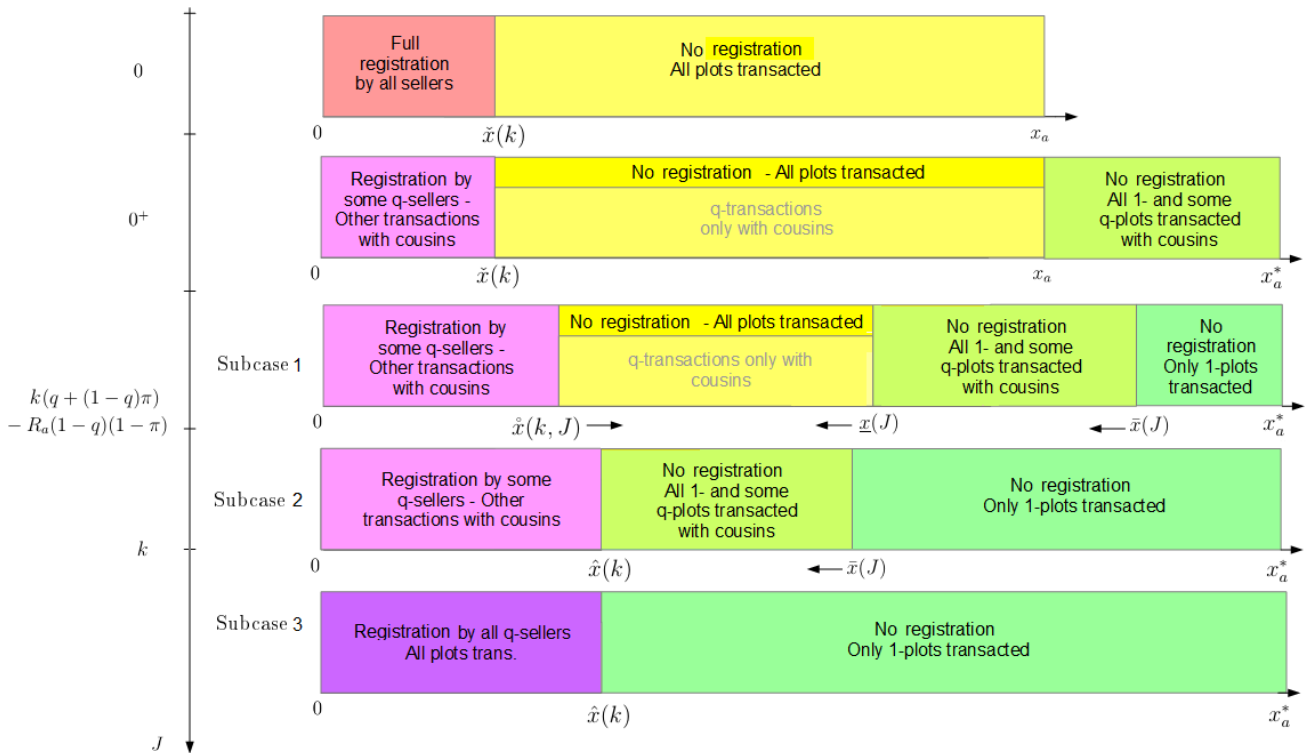 0
Full
registration
by all sellers
No registration
All plots transacted
0
x̌(k)
x_a
0⁺
Registration by
some q-sellers -
Other transactions
with cousins
No registration - All plots transacted
q-transactions
only with cousins
No registration
All 1- and some
q-plots transacted
with cousins
0
x̌(k)
x_a
x_a^*
Subcase 1
Registration by
some q-sellers -
Other transactions
with cousins
No registration - All plots transacted
q-transactions only with
cousins
No registration
All 1- and some
q-plots transacted
with cousins
No
registration
Only 1-plots
transacted
k(q + (1 − q)π)
− R_a(1 − q)(1 − π)
0
x̊(k, J) →
← x̲(J)
← x̄(J)
x_a^*
Subcase 2
Registration by some
q-sellers - Other
transactions with cousins
No registration
All 1- and some
q-plots transacted
with cousins
No registration
Only 1-plots transacted
k
0
x̂(k)
← x̄(J)
x_a^*
Subcase 3
Registration by all q-sellers
All plots trans.
No registration
Only 1-plots transacted
0
x̂(k)
x_a^*
J